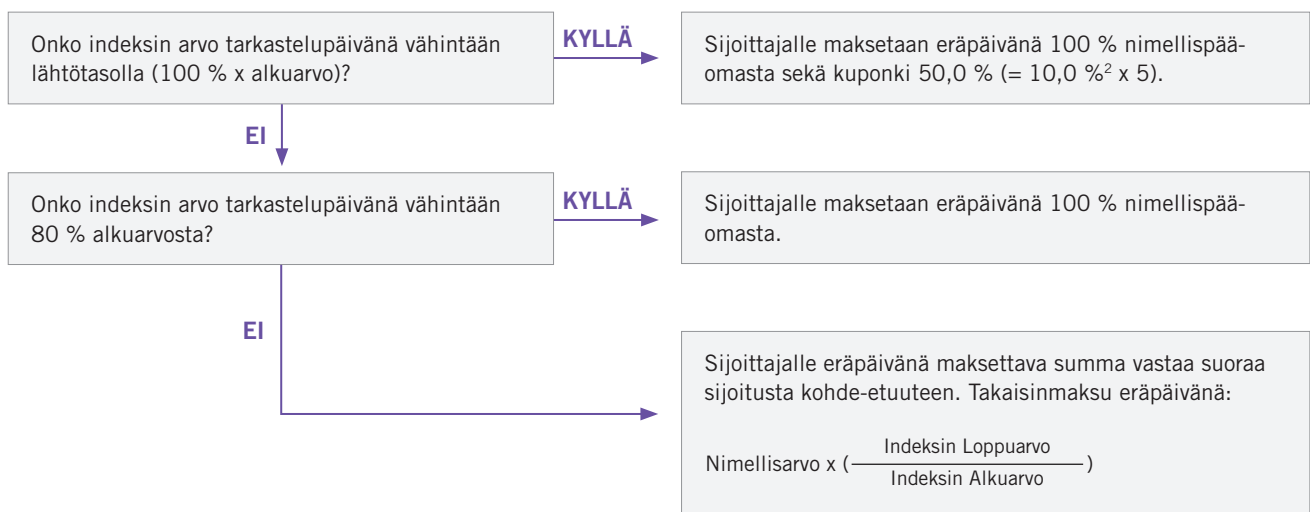 Onko indeksin arvo tarkastelupäivänä vähintään
lähtötasolla (100 % x alkuarvo)?
KYLLÄ
Sijoittajalle maksetaan eräpäivänä 100 % nimellispää-
omasta sekä kuponki 50,0 % (= 10,0 %² x 5).
EI
Onko indeksin arvo tarkastelupäivänä vähintään
80 % alkuarvosta?
KYLLÄ
Sijoittajalle maksetaan eräpäivänä 100 % nimellispää-
omasta.
EI
Sijoittajalle eräpäivänä maksettava summa vastaa suoraa
sijoitusta kohde-etuuteen. Takaisinmaksu eräpäivänä:
Indeksin Loppuarvo
Nimellisarvo x ( )
Indeksin Alkuarvo